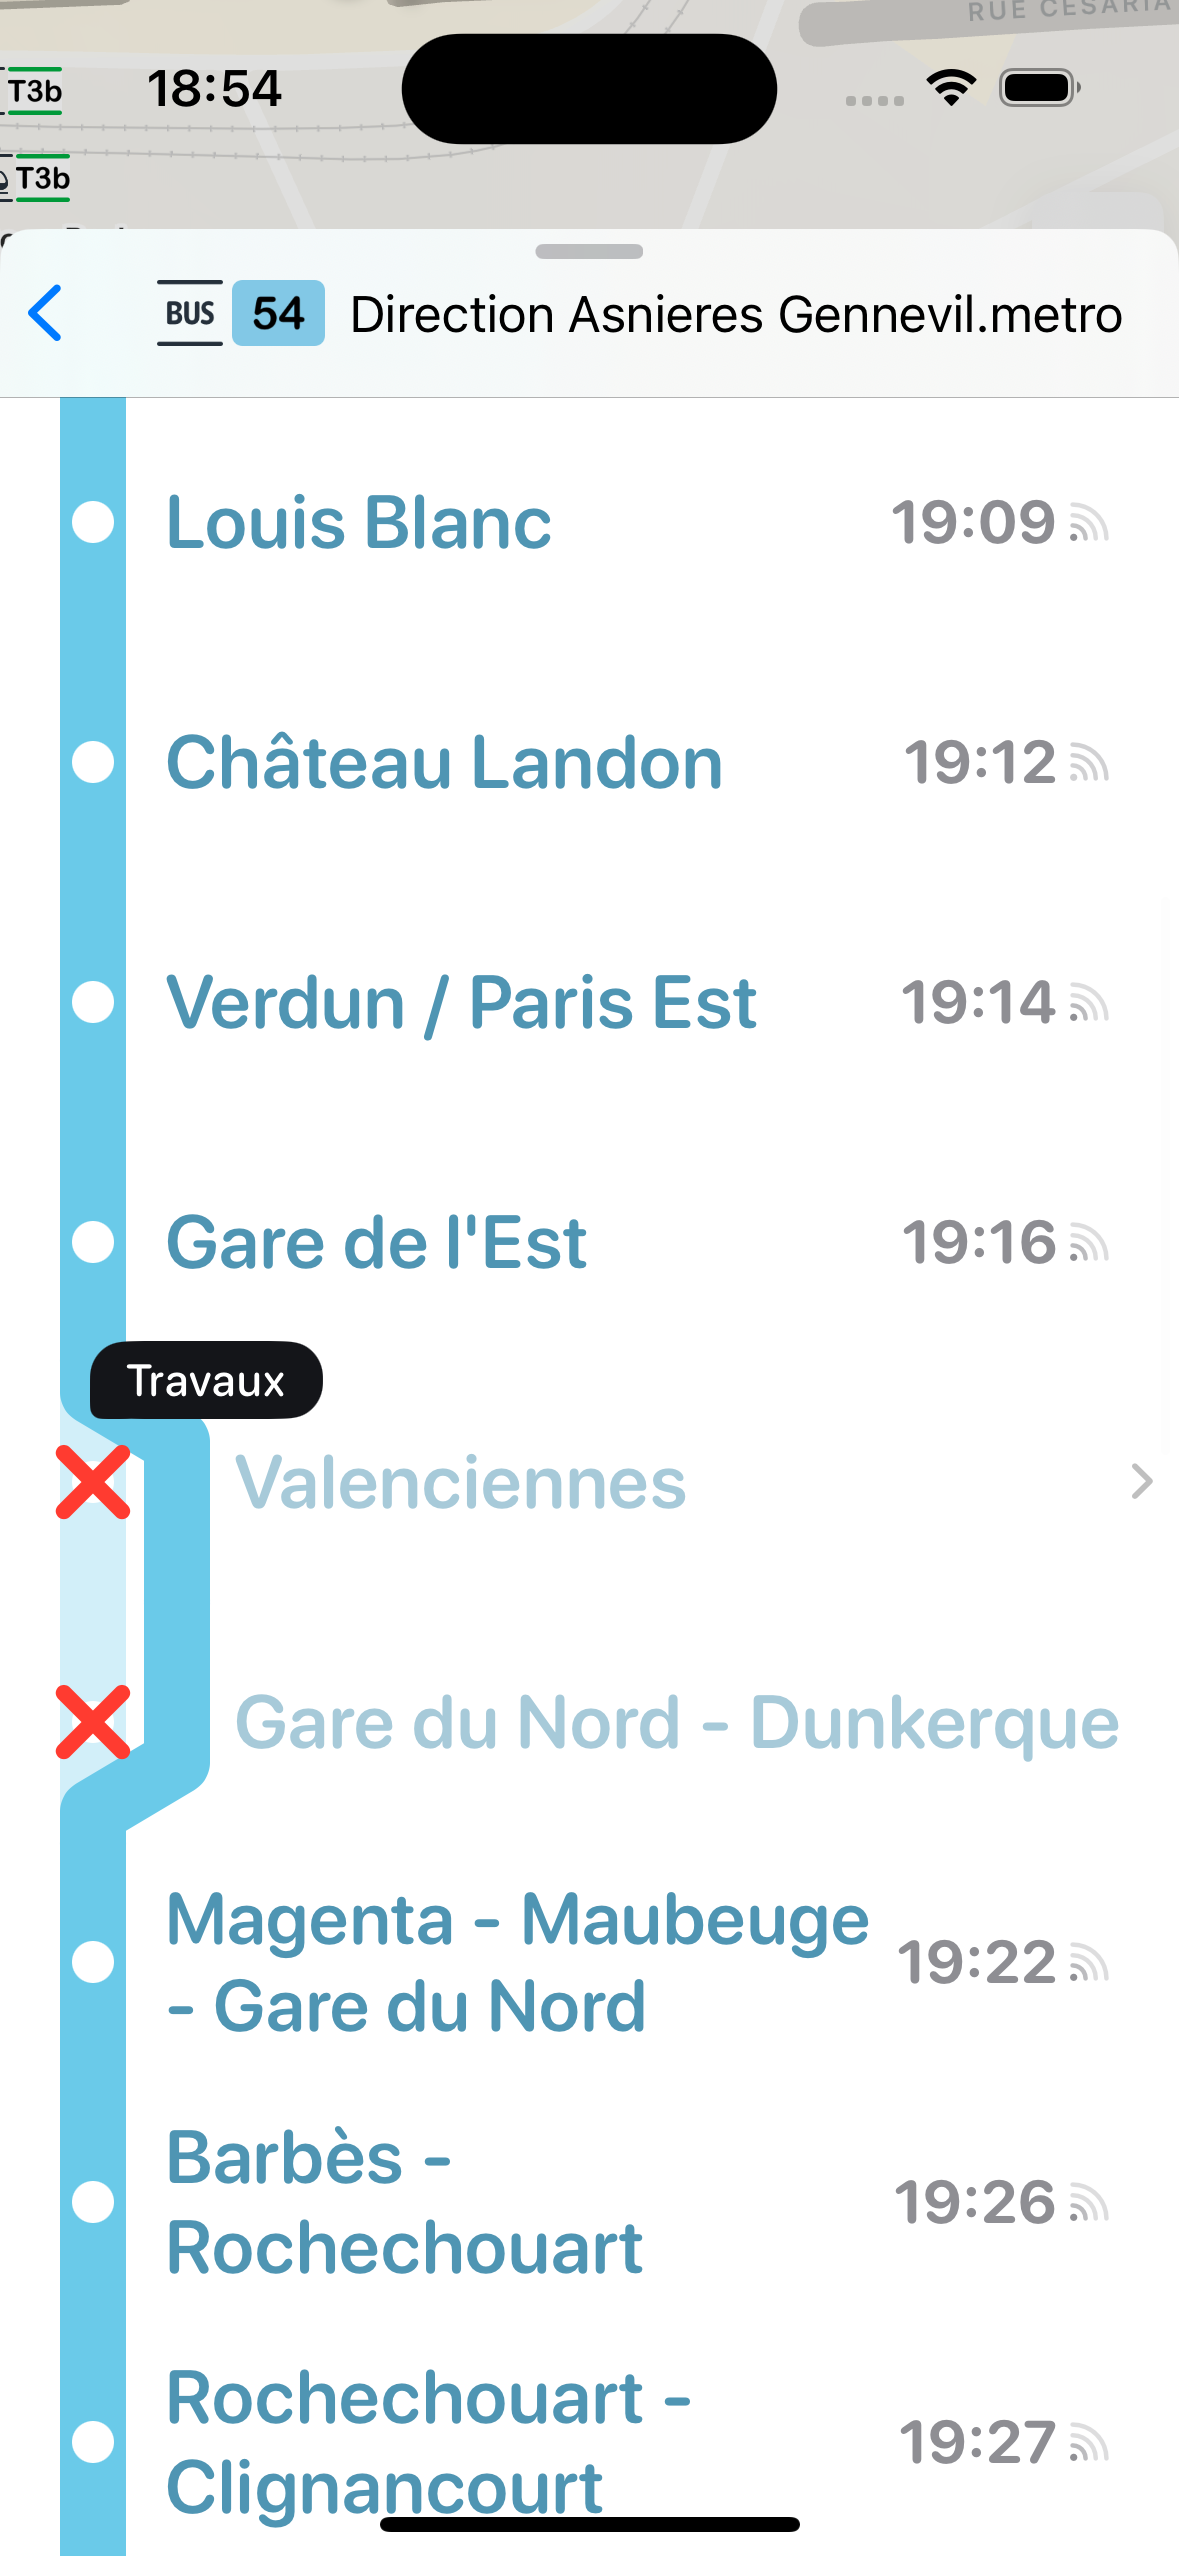 RUE CESARIA
T3b
18:54
T3b
BUS 54 Direction Asnieres Gennevil.metro
Louis Blanc 19:09
Château Landon 19:12
Verdun / Paris Est 19:14
Gare de l'Est 19:16
Travaux
Valenciennes
Gare du Nord - Dunkerque
Magenta - Maubeuge
- Gare du Nord 19:22
Barbès -
Rochechouart 19:26
Rochechouart -
Clignancourt 19:27